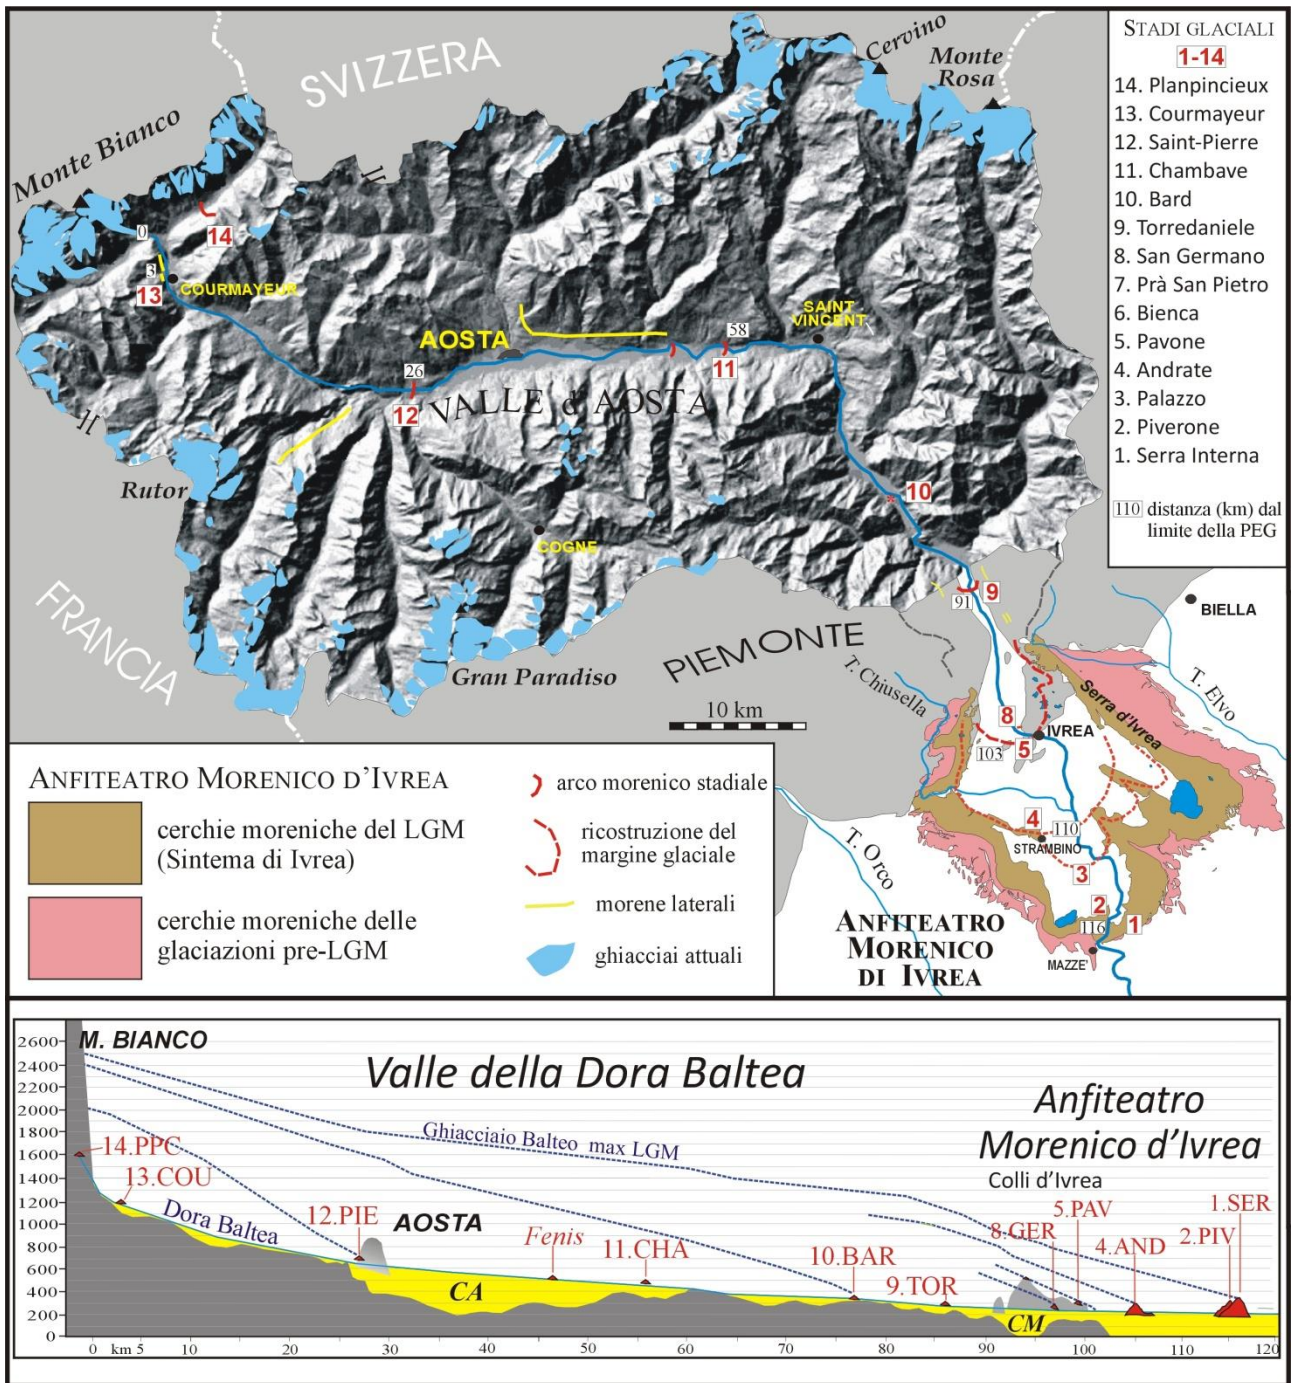 SVIZZERA
Cervino
Monte
Rosa
Monte Bianco
0
14
3
13
COURMAYEUR
SAINT
VINCENT
AOSTA
58
11
26
12
VALLE d'AOSTA
Rutor
10
COGNE
FRANCIA
Gran Paradiso
PIEMONTE
10 km
STADI GLACIALI
1-14
14. Planpincieux
13. Courmayeur
12. Saint-Pierre
11. Chambave
10. Bard
9. Torredaniele
8. San Germano
7. Prà San Pietro
6. Bienca
5. Pavone
4. Andrate
3. Palazzo
2. Piverone
1. Serra Interna
110 distanza (km) dal
limite della PEG
9
91
BIELLA
T. Chiusella
T. Elvo
Serra d'Ivrea
8
IVREA
5
103
4
110
STRAMBINO
3
T. Orco
2
116
1
MAZZE'
ANFITEATRO
MORENICO
DI IVREA
ANFITEATRO MORENICO D'IVREA
cerchie moreniche del LGM
(Sintema di Ivrea)
cerchie moreniche delle
glaciazioni pre-LGM
arco morenico stadiale
ricostruzione del
margine glaciale
morene laterali
ghiacciai attuali
M. BIANCO
Valle della Dora Baltea
Anfiteatro
Morenico d'Ivrea
Colli d'Ivrea
Ghiacciaio Balteo max LGM
2600
2400
2200
2000
1800
1600
1400
1200
1000
800
600
400
200
0
14.PPC
13.COU
Dora Baltea
12.PIE
AOSTA
Fenis
11.CHA
10.BAR
9.TOR
8.GER
5.PAV
4.AND
2.PIV
1.SER
CA
CM
0 km 5 10 20 30 40 50 60 70 80 90 100 110 120